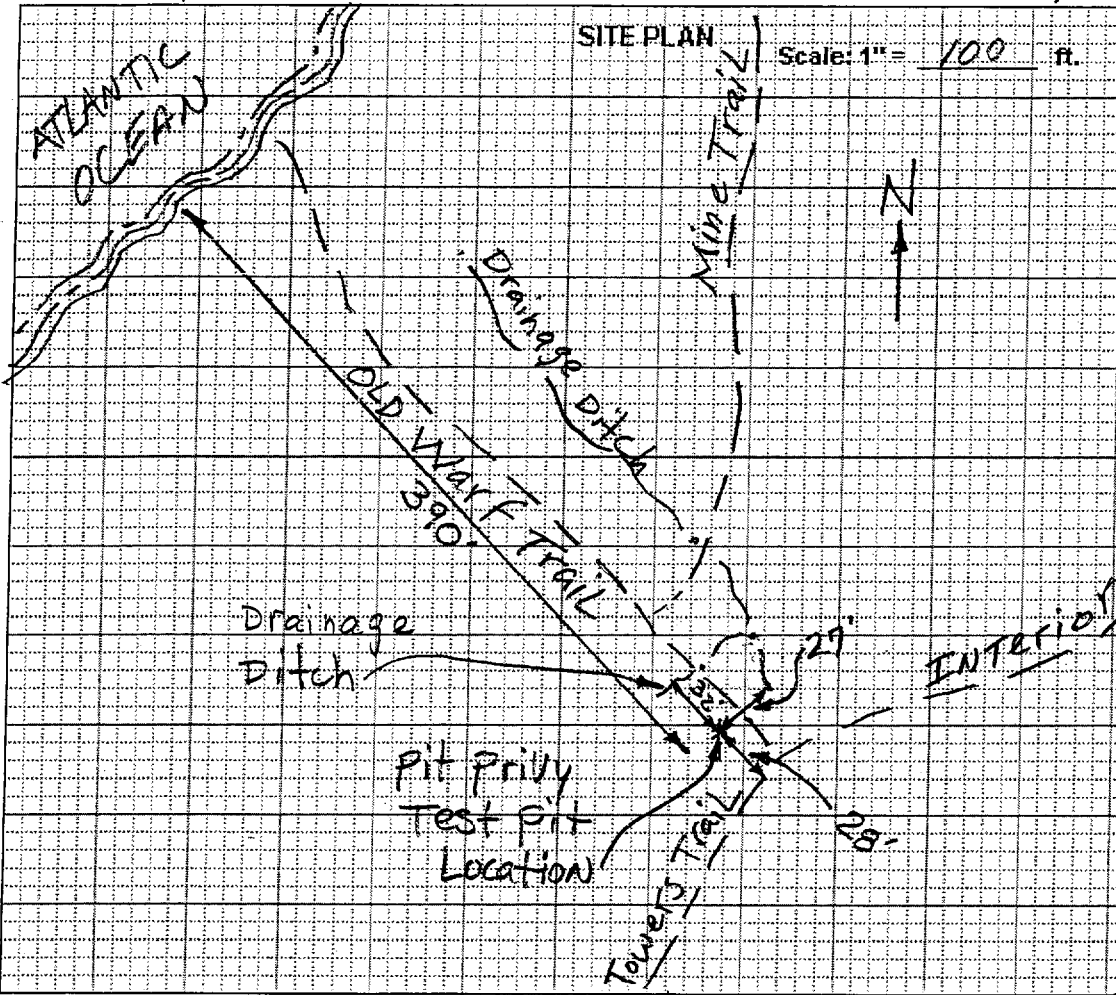 SITE PLAN
Scale: 1" = 100 ft.
ATLANTIC
OCEAN
Mine Trail
N
Drainage Ditch
OLD Warf Trail
390'
Drainage
Ditch
32'
27'
INTerior
pit privy
Test pit
Location
28'
Towers Trail